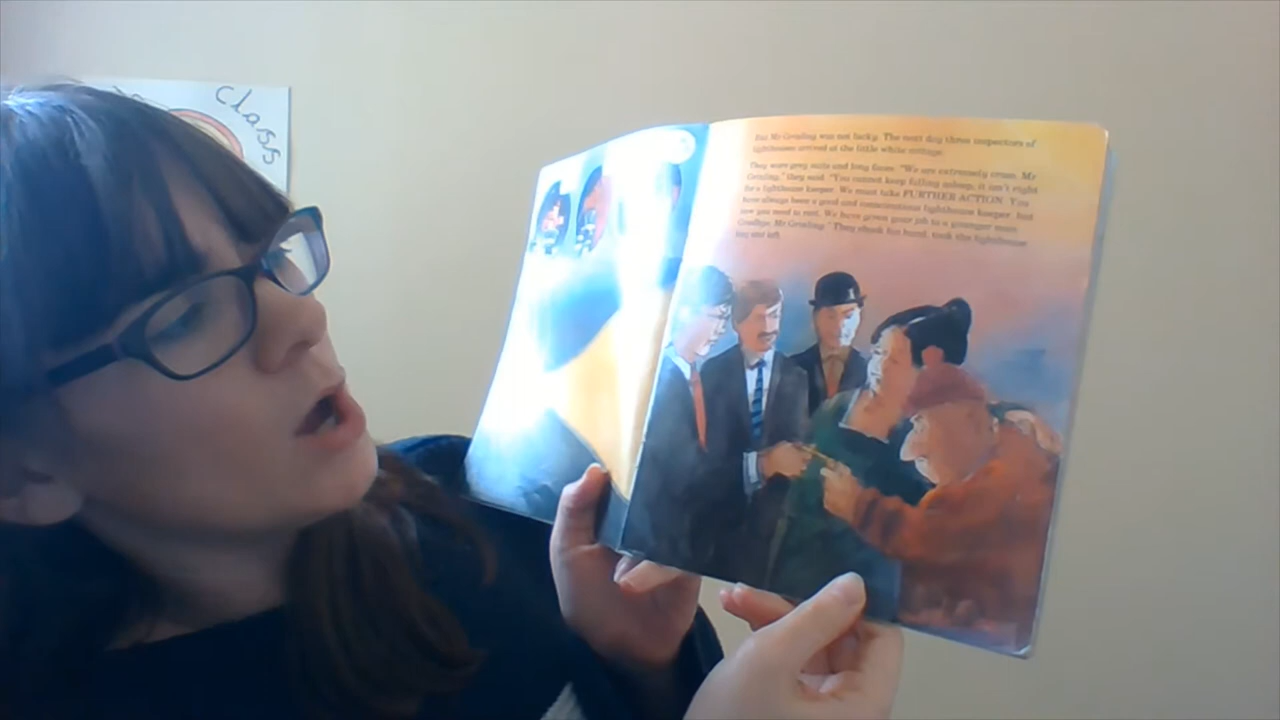 Class
But Mr Grinling was not lucky. The next day three inspectors of
lighthouses arrived at the little white cottage.
They wore grey suits and long faces. "We are extremely cross, Mr
Grinling," they said. "You cannot keep falling asleep, it isn't right
for a lighthouse keeper. We must take FURTHER ACTION. You
have always been a good and conscientious lighthouse keeper, but
now you need to rest. We have given your job to a younger man.
Goodbye, Mr Grinling." They shook his hand, took the lighthouse
key and left.